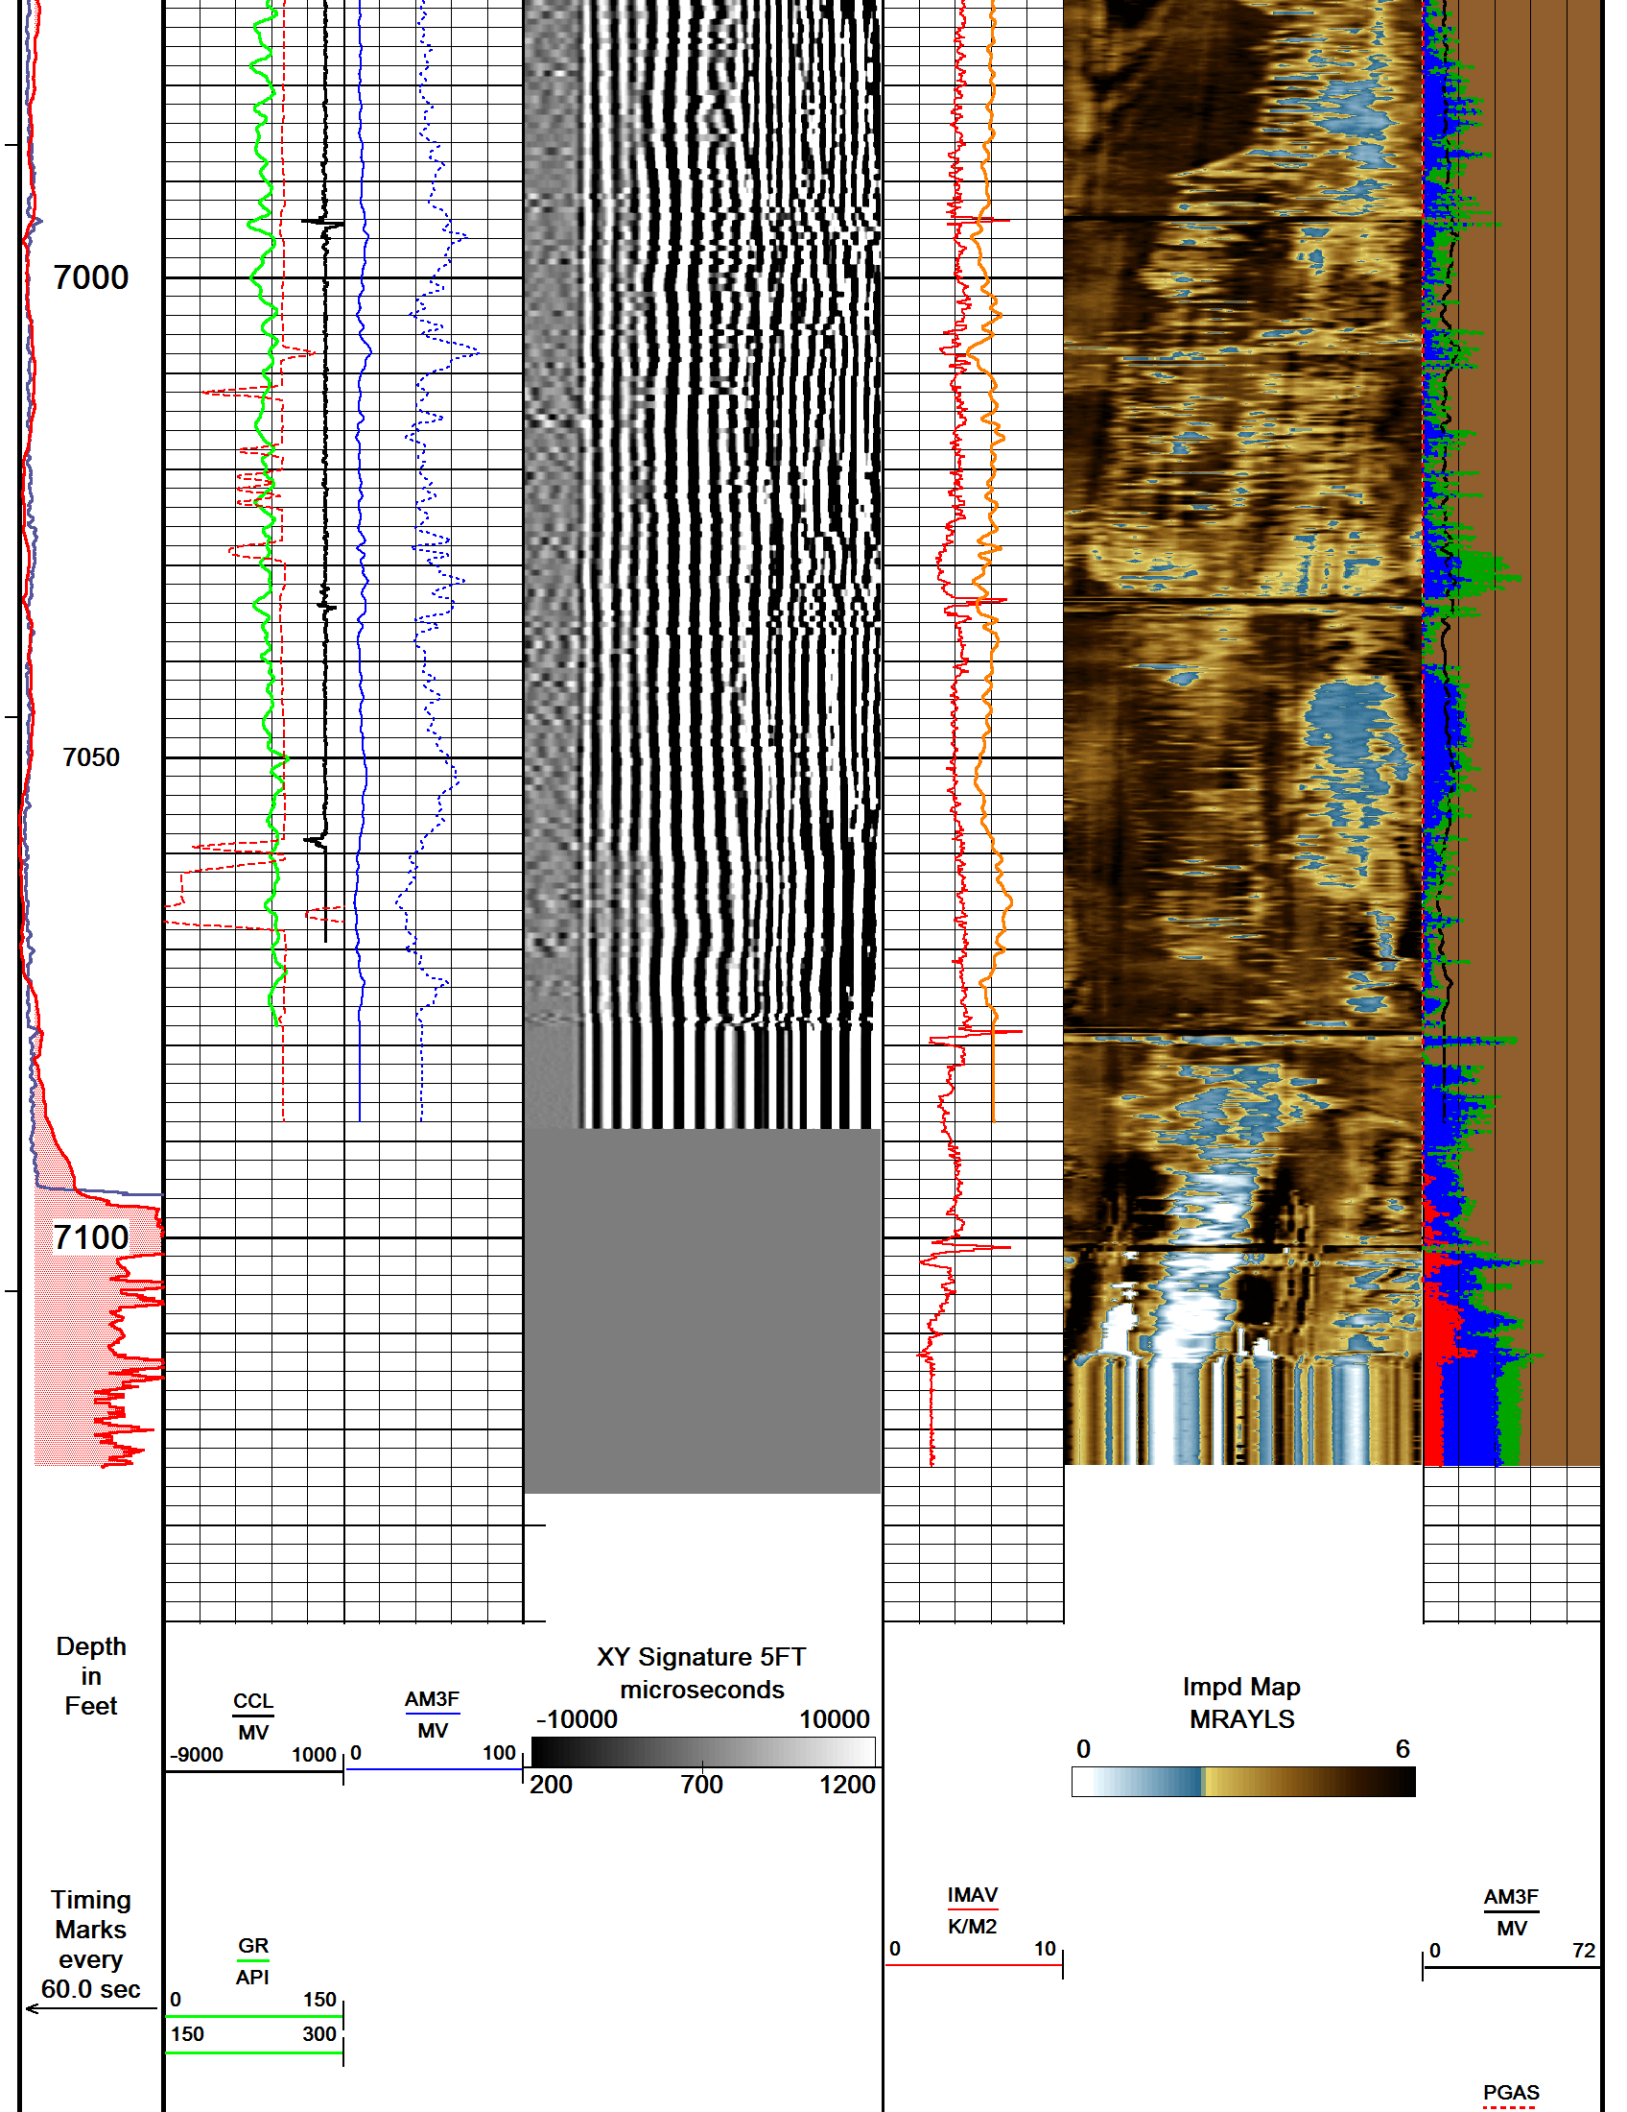 7000
7050
7100
Depth
in
Feet
CCL
MV
-9000 1000
AM3F
MV
0 100
XY Signature 5FT
microseconds
-10000 10000
200 700 1200
Impd Map
MRAYLS
0 6
Timing
Marks
every
60.0 sec
GR
API
0 150
150 300
IMAV
K/M2
0 10
AM3F
MV
0 72
PGAS